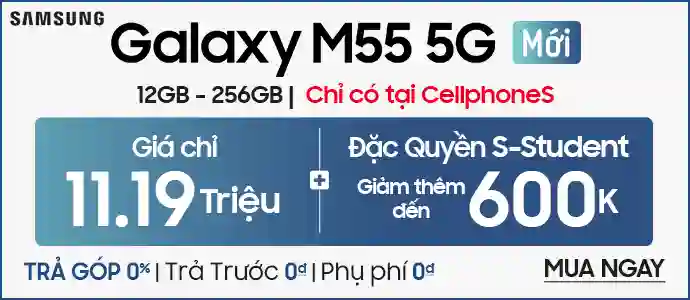 SAMSUNG
Galaxy M55 5G Mới
12GB - 256GB | Chỉ có tại CellphoneS
Giá chỉ
11.19 Triệu
+
Đặc Quyền S-Student
Giảm thêm đến 600K
TRẢ GÓP 0% | Trả Trước 0đ | Phụ phí 0đ
MUA NGAY